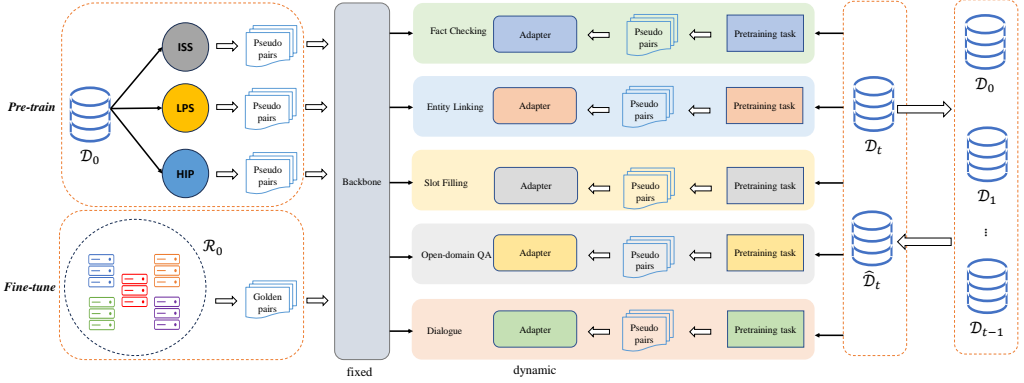 Pre-train
𝒟0
ISS
Pseudo
pairs
LPS
Pseudo
pairs
HIP
Pseudo
pairs
Fine-tune
ℛ0
Golden
pairs
Backbone
fixed
Fact Checking
Adapter
Pseudo
pairs
Pretraining task
Entity Linking
Adapter
Pseudo
pairs
Pretraining task
Slot Filling
Adapter
Pseudo
pairs
Pretraining task
Open-domain QA
Adapter
Pseudo
pairs
Pretraining task
Dialogue
Adapter
Pseudo
pairs
Pretraining task
dynamic
𝒟t
𝒟̂t
𝒟0
𝒟1
...
𝒟t−1